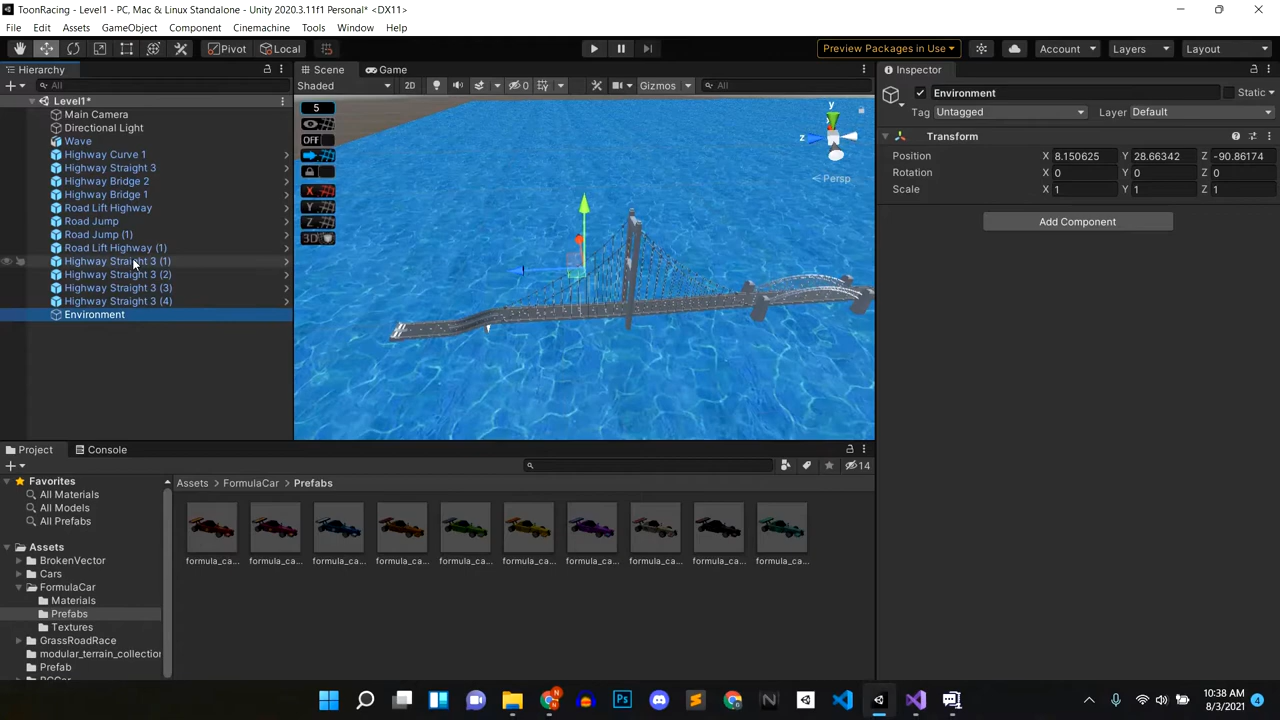 ToonRacing - Level1 - PC, Mac & Linux Standalone - Unity 2020.3.11f1 Personal* <DX11>
File Edit Assets GameObject Component Cinemachine Tools Window Help
Pivot Local Preview Packages in Use Account Layers Layout
Hierarchy Scene Game Inspector
All Shaded 2D 0 Gizmos All
Level1*
Main Camera
Directional Light
Wave
Highway Curve 1
Highway Straight 3
Highway Bridge 2
Highway Bridge 1
Road Lift Highway
Road Jump
Road Jump (1)
Road Lift Highway (1)
Highway Straight 3 (1)
Highway Straight 3 (2)
Highway Straight 3 (3)
Highway Straight 3 (4)
Environment
5
OFF
X
Y
Z
3D
y
z
Persp
Environment Static
Tag Untagged Layer Default
Transform
Position X 8.150625 Y 28.66342 Z -90.86174
Rotation X 0 Y 0 Z 0
Scale X 1 Y 1 Z 1
Add Component
Project Console
14
Favorites
All Materials
All Models
All Prefabs
Assets
BrokenVector
Cars
FormulaCar
Materials
Prefabs
Textures
GrassRoadRace
modular_terrain_collection
Prefab
Assets FormulaCar Prefabs
formula_ca... formula_ca... formula_ca... formula_ca... formula_ca... formula_ca... formula_ca... formula_ca... formula_ca... formula_ca...
10:38 AM
8/3/2021
4